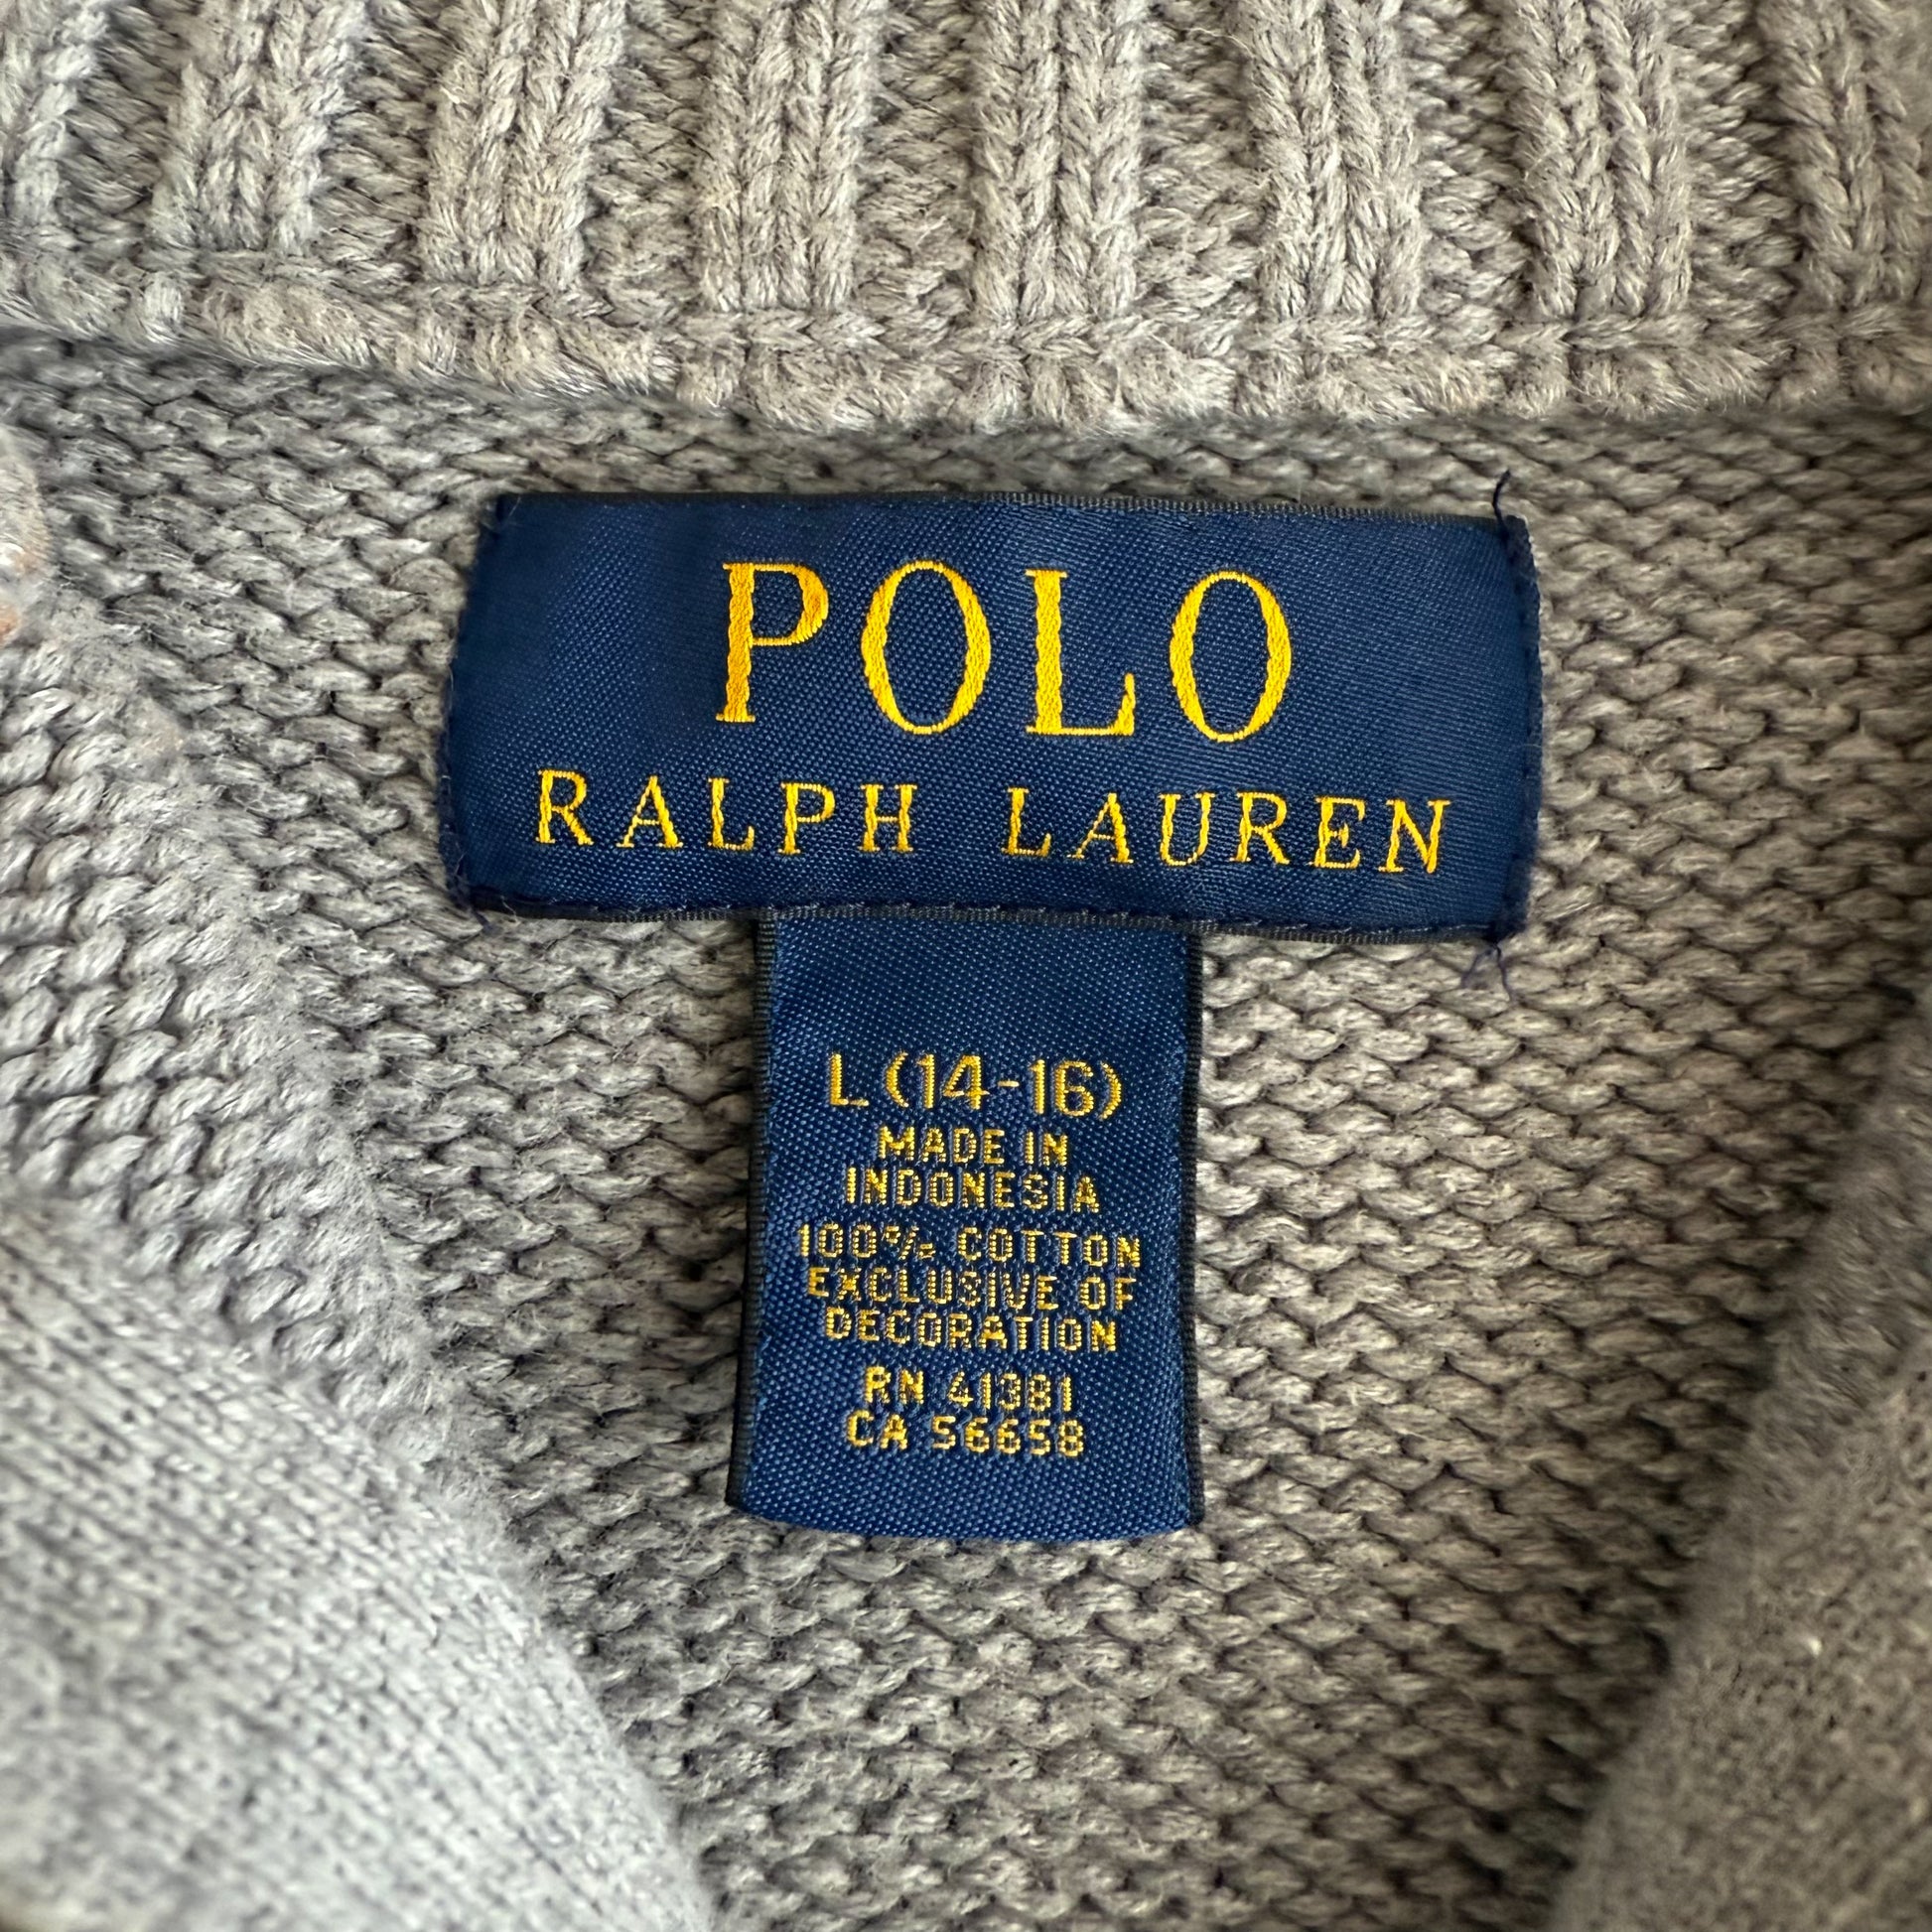 POLO
RALPH LAUREN
L (14-16)
MADE IN
INDONESIA
100% COTTON
EXCLUSIVE OF
DECORATION
RN 41381
CA 56658